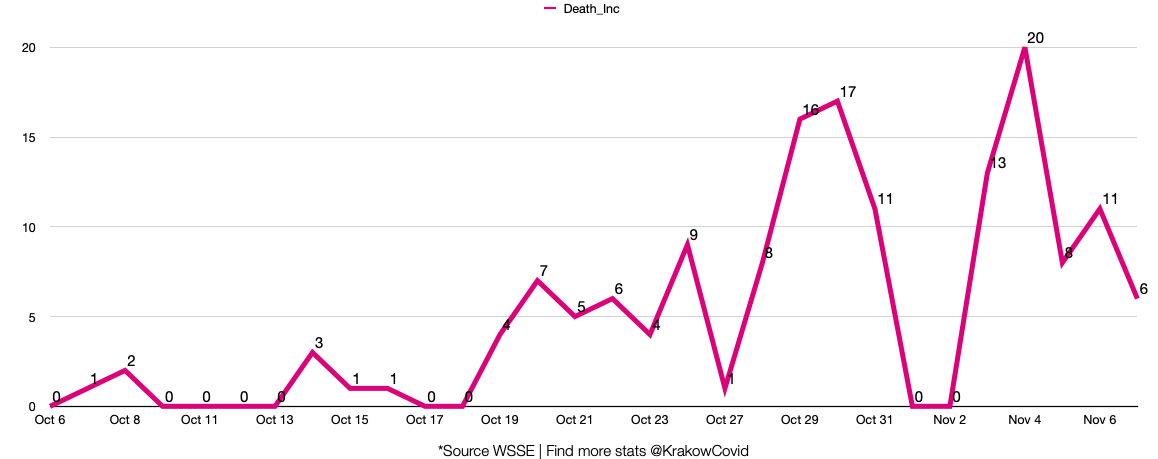 Death_Inc
20
15
10
5
0
0 1 2 0 0 0 0 3 1 1 0 0 4 7 5 6 4 9 1 8 16 17 11 0 0 13 20 8 11 6
Oct 6 Oct 8 Oct 11 Oct 13 Oct 15 Oct 17 Oct 19 Oct 21 Oct 23 Oct 27 Oct 29 Oct 31 Nov 2 Nov 4 Nov 6
*Source WSSE | Find more stats @KrakowCovid